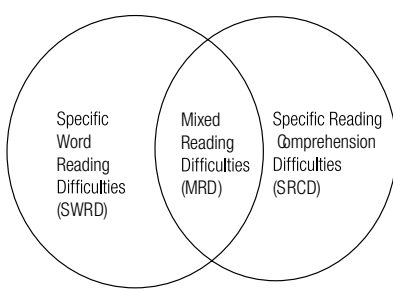 Specific
Word
Reading
Difficulties
(SWRD)
Mixed
Reading
Difficulties
(MRD)
Specific Reading
Comprehension
Difficulties
(SRCD)